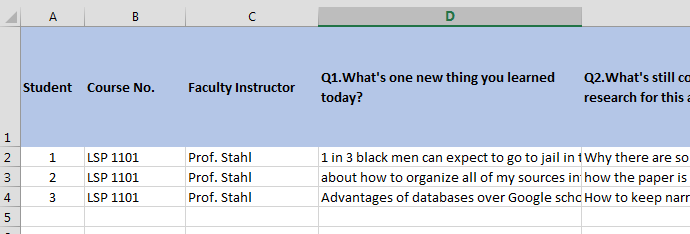 A B C D
Student Course No. Faculty Instructor Q1.What's one new thing you learned today? Q2.What's still research for this
1
2 1 LSP 1101 Prof. Stahl 1 in 3 black men can expect to go to jail in Why there are so
3 2 LSP 1101 Prof. Stahl about how to organize all of my sources in how the paper is
4 3 LSP 1101 Prof. Stahl Advantages of databases over Google How to keep
5